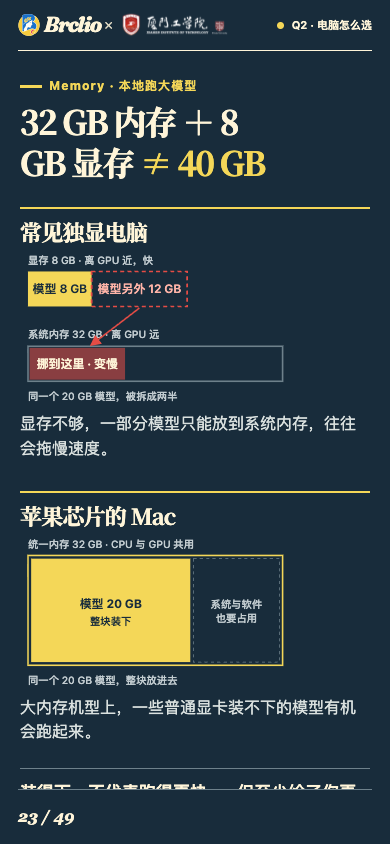 Brclio × 厦门工学院
XIAMEN INSTITUTE OF TECHNOLOGY
Q2 · 电脑怎么选
Memory · 本地跑大模型
32 GB 内存 + 8
GB 显存 ≠ 40 GB
常见独显电脑
显存 8 GB · 离 GPU 近，快
模型 8 GB
模型另外 12 GB
系统内存 32 GB · 离 GPU 远
挪到这里 · 变慢
同一个 20 GB 模型，被拆成两半
显存不够，一部分模型只能放到系统内存，往往
会拖慢速度。
苹果芯片的 Mac
统一内存 32 GB · CPU 与 GPU 共用
模型 20 GB
整块装下
系统与软件
也要占用
同一个 20 GB 模型，整块放进去
大内存机型上，一些普通显卡装不下的模型有机
会跑起来。
23 / 49